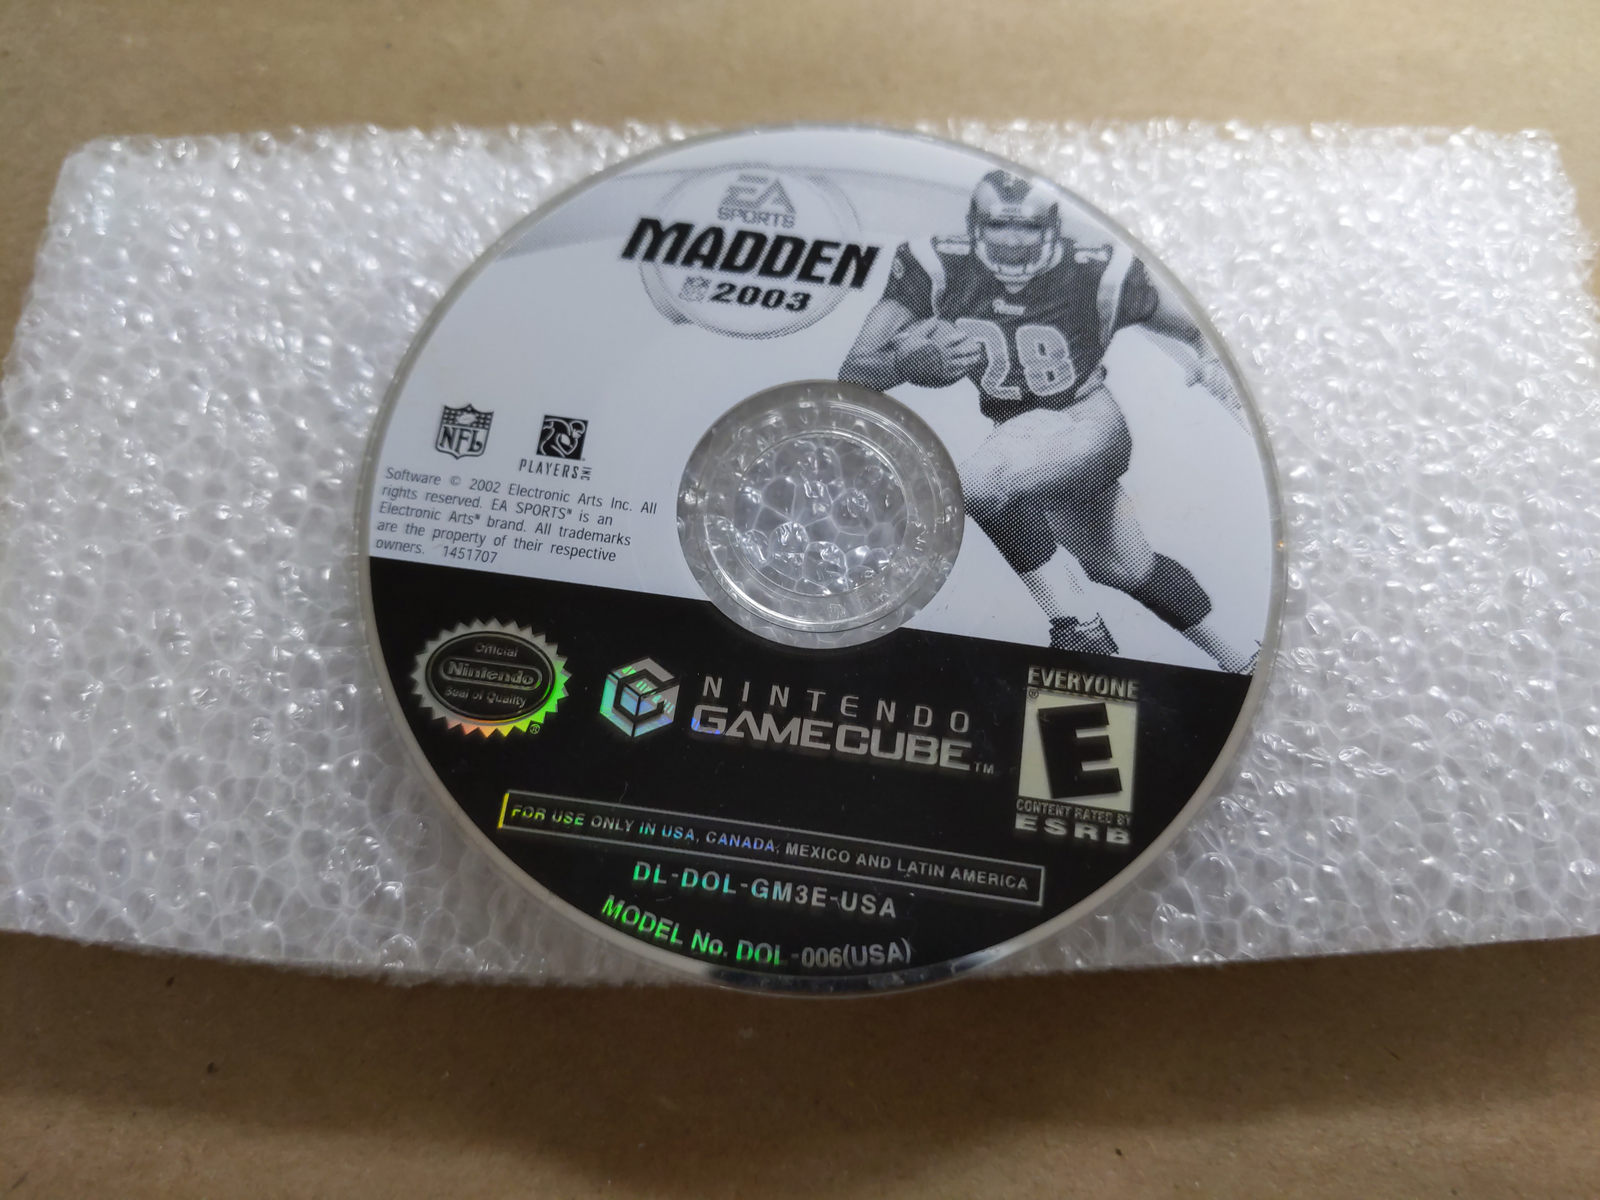 EA
SPORTS
MADDEN
NFL 2003
28
NFL
PLAYERS INC
Software © 2002 Electronic Arts Inc. All
rights reserved. EA SPORTS® is an
Electronic Arts® brand. All trademarks
are the property of their respective
owners. 1451707
Official
Nintendo
Seal of Quality
®
NINTENDO
GAMECUBE™
EVERYONE
®
E
CONTENT RATED BY
ESRB
FOR USE ONLY IN USA, CANADA, MEXICO AND LATIN AMERICA
DL-DOL-GM3E-USA
MODEL No. DOL-006(USA)